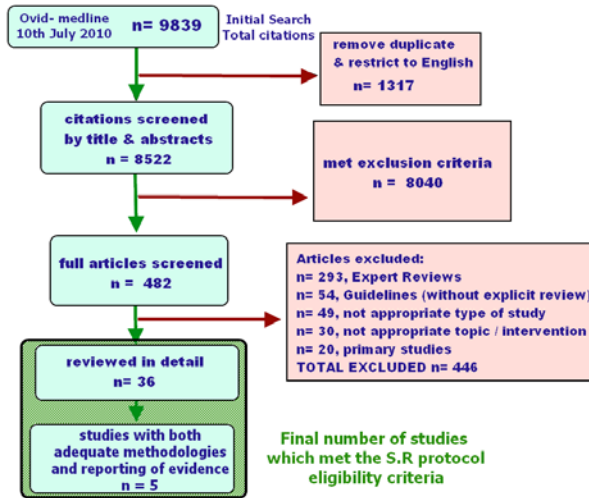 Ovid- medline
10th July 2010
n= 9839
Initial Search
Total citations
remove duplicate
& restrict to English
n= 1317
citations screened
by title & abstracts
n = 8522
met exclusion criteria
n = 8040
full articles screened
n = 482
Articles excluded:
n= 293, Expert Reviews
n= 54, Guidelines (without explicit review)
n= 49, not appropriate type of study
n= 30, not appropriate topic / intervention
n= 20, primary studies
TOTAL EXCLUDED n= 446
reviewed in detail
n= 36
studies with both
adequate methodologies
and reporting of evidence
n = 5
Final number of studies
which met the S.R protocol
eligibility criteria